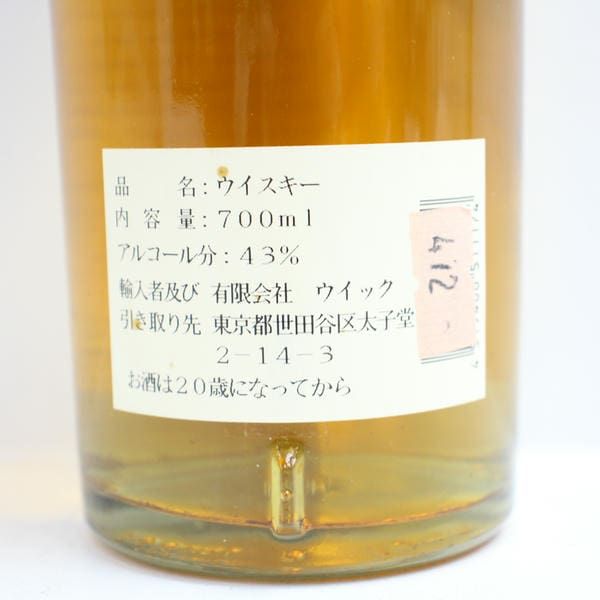 品　　名：ウイスキー
内 容 量：７００ｍｌ
アルコール分：４３％
輸入者及び　有限会社　ウイック
引き取り先　東京都世田谷区太子堂
２－１４－３
お酒は２０歳になってから
412